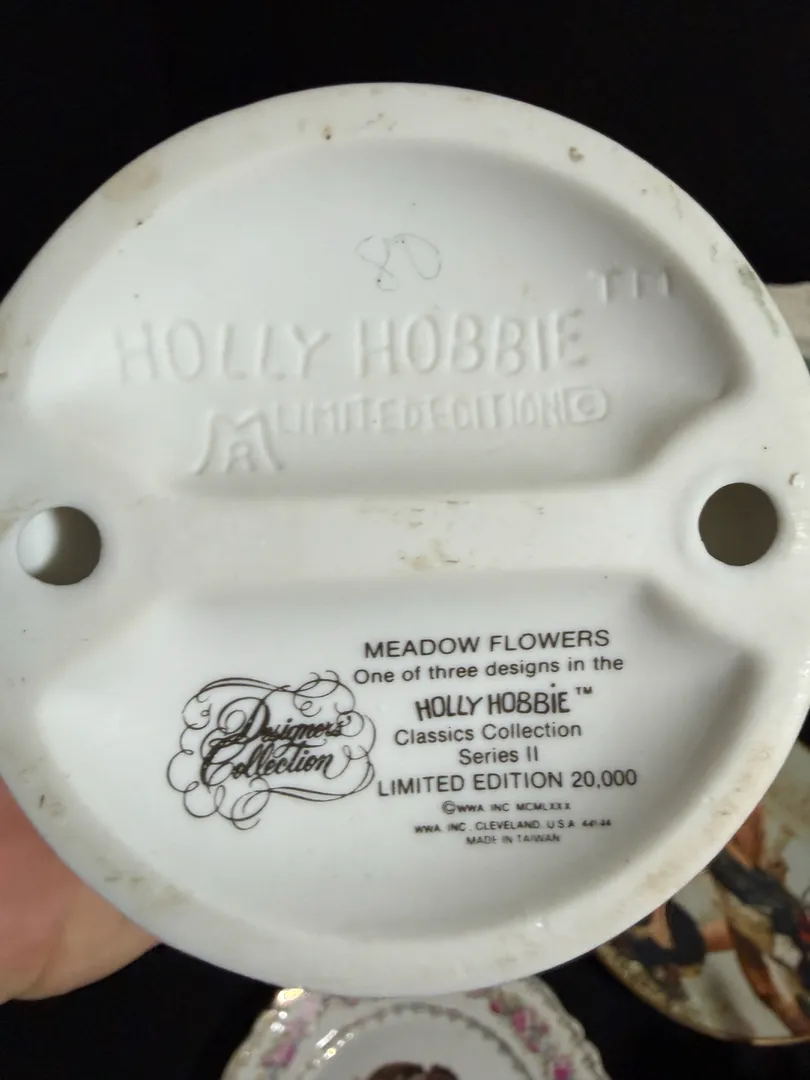 80
HOLLY HOBBIE TM
LIMITED EDITION ©
MEADOW FLOWERS
One of three designs in the
HOLLY HOBBiE™
Classics Collection
Series II
LIMITED EDITION 20,000
©WWA. INC MCMLXXX
WWA. INC. CLEVELAND. U.S.A. 44144
MADE IN TAIWAN
Designers' Collection